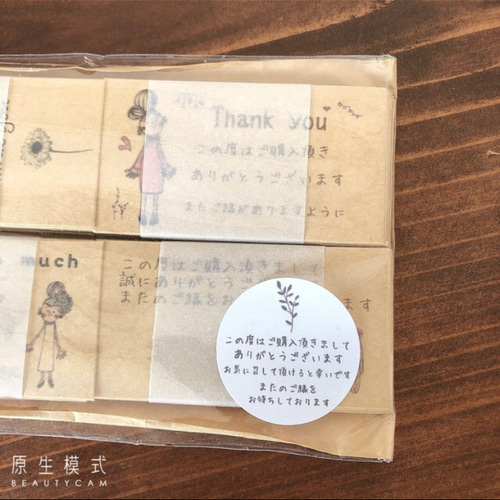 Thank you
この度はご購入頂き
ありがとうございます
またご縁がありますように
much
この度はご購入頂きまして
誠にありがとうございます
またのご縁をお
この度はご購入頂きまして
ありがとうございます
お気に召して頂けると幸いです
またのご縁を
お待ちしております
原生模式
BEAUTYCAM